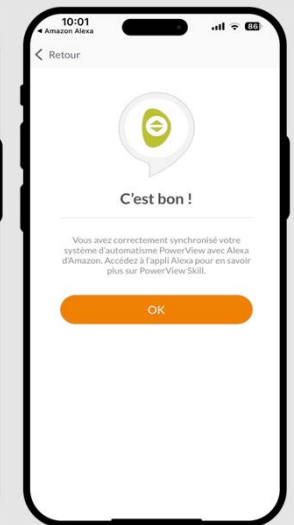 10:01
86
◀ Amazon Alexa
Retour
C'est bon !
Vous avez correctement synchronisé votre
système d'automatisme PowerView avec Alexa
d'Amazon. Accédez à l'appli Alexa pour en savoir
plus sur PowerView Skill.
OK